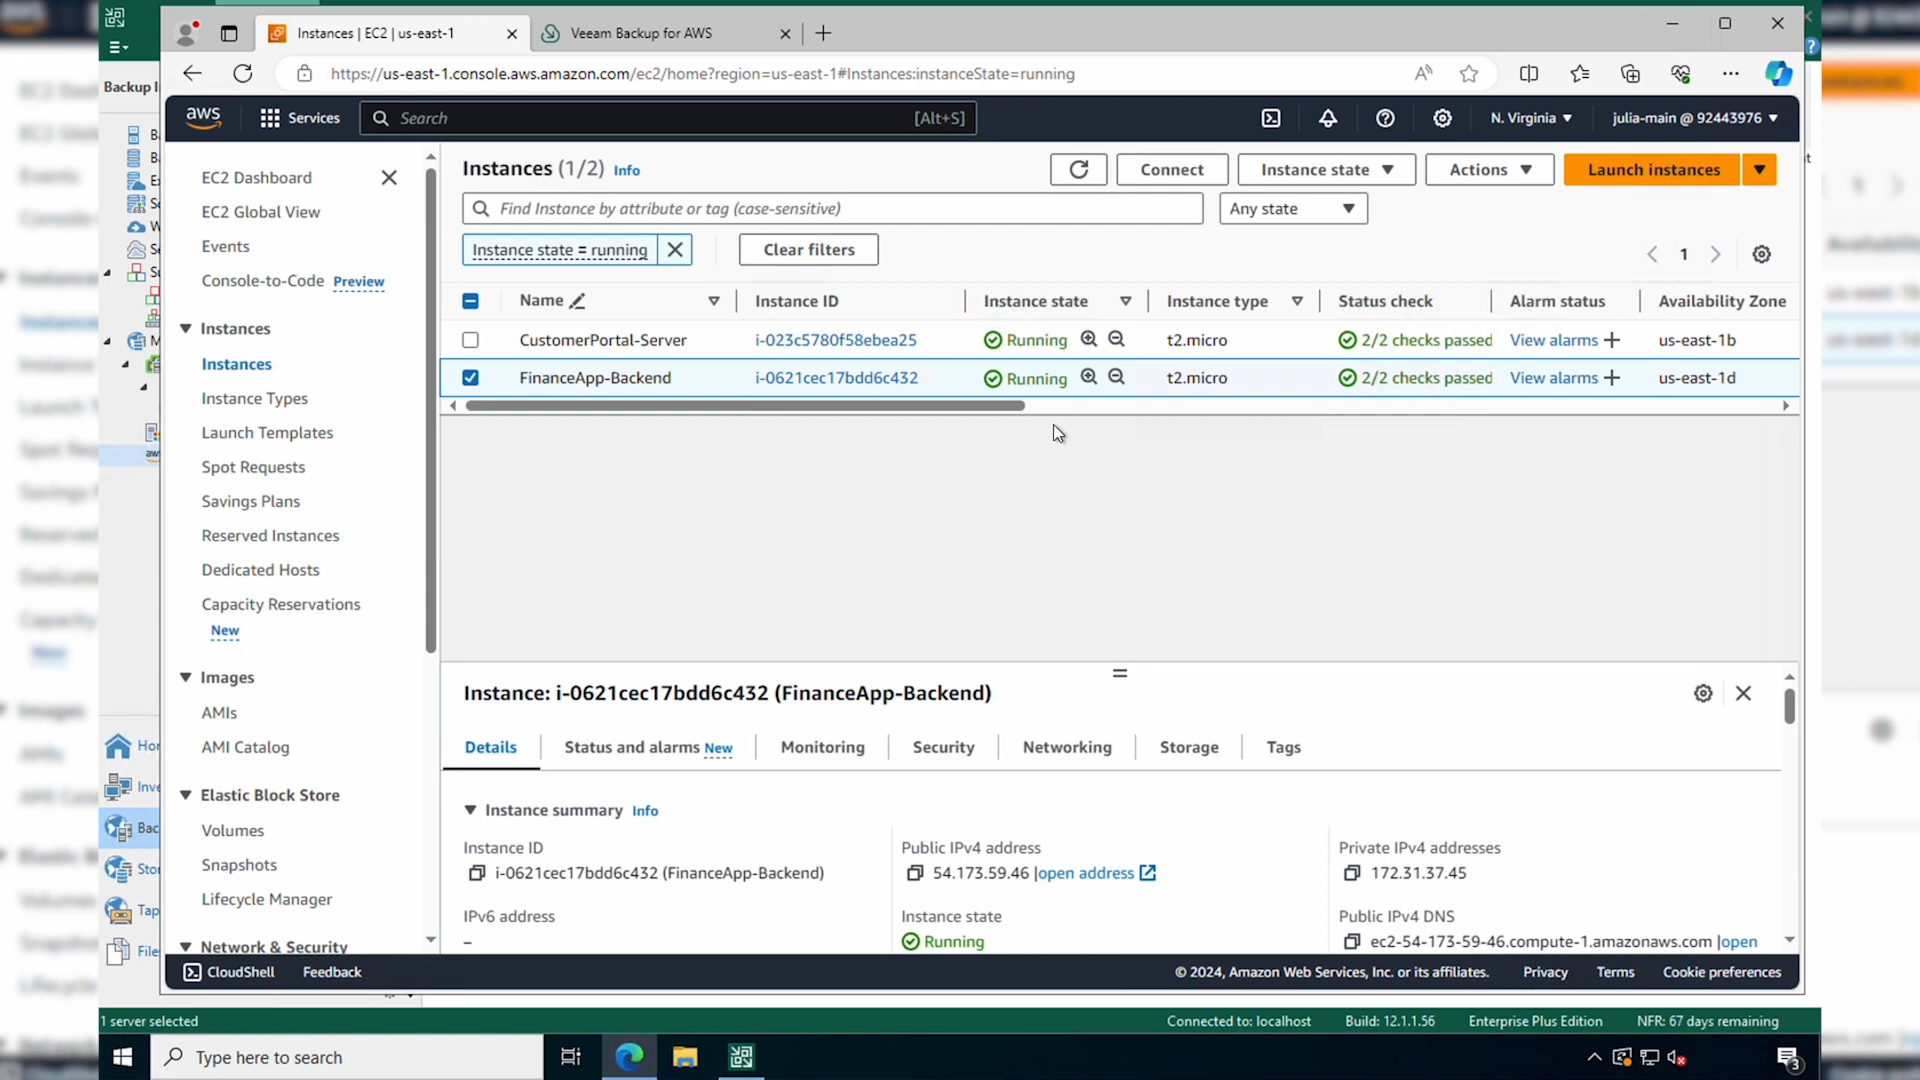 Instances | EC2 | us-east-1
Veeam Backup for AWS
https://us-east-1.console.aws.amazon.com/ec2/home?region=us-east-1#Instances:instanceState=running
aws
Services
Search
[Alt+S]
N. Virginia
julia-main @ 92443976
Backup I
EC2 Dashboard
EC2 Global View
Events
Console-to-Code Preview
Instances
Instances
Instance Types
Launch Templates
Spot Requests
Savings Plans
Reserved Instances
Dedicated Hosts
Capacity Reservations
New
Images
AMIs
AMI Catalog
Elastic Block Store
Volumes
Snapshots
Lifecycle Manager
Network & Security
Instances (1/2) Info
Connect
Instance state
Actions
Launch instances
Find Instance by attribute or tag (case-sensitive)
Any state
Instance state = running
Clear filters
1
Name Instance ID Instance state Instance type Status check Alarm status Availability Zone
CustomerPortal-Server i-023c5780f58ebea25 Running t2.micro 2/2 checks passed View alarms us-east-1b
FinanceApp-Backend i-0621cec17bdd6c432 Running t2.micro 2/2 checks passed View alarms us-east-1d
Instance: i-0621cec17bdd6c432 (FinanceApp-Backend)
Details
Status and alarms New
Monitoring
Security
Networking
Storage
Tags
Instance summary Info
Instance ID
i-0621cec17bdd6c432 (FinanceApp-Backend)
Public IPv4 address
54.173.59.46 |open address
Private IPv4 addresses
172.31.37.45
IPv6 address
–
Instance state
Running
Public IPv4 DNS
ec2-54-173-59-46.compute-1.amazonaws.com |open
Hor
Inve
Bac
Sto
Tap
File
CloudShell
Feedback
© 2024, Amazon Web Services, Inc. or its affiliates.
Privacy
Terms
Cookie preferences
1 server selected
Connected to: localhost
Build: 12.1.1.56
Enterprise Plus Edition
NFR: 67 days remaining
Type here to search
3